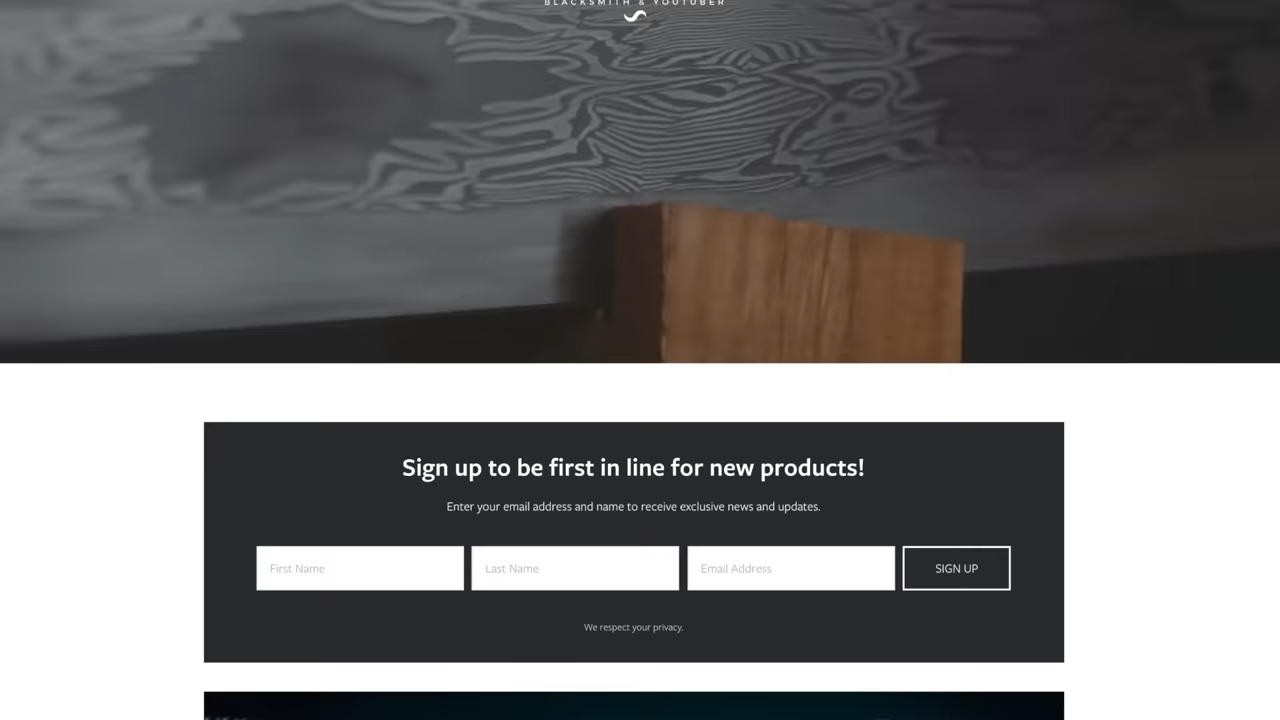 BLACKSMITH & YOUTUBER
Sign up to be first in line for new products!
Enter your email address and name to receive exclusive news and updates.
First Name
Last Name
Email Address
SIGN UP
We respect your privacy.